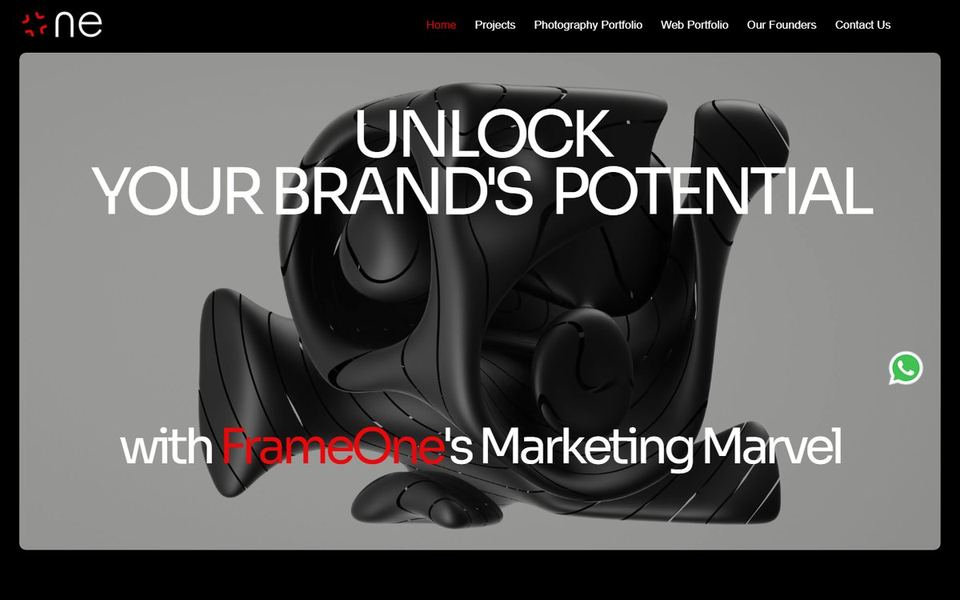 ne
Home Projects Photography Portfolio Web Portfolio Our Founders Contact Us
UNLOCK
YOUR BRAND'S POTENTIAL
with FrameOne's Marketing Marvel